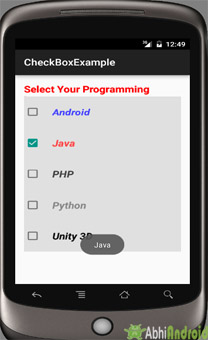 12:49
CheckBoxExample
Select Your Programming
Android
Java
PHP
Python
Unity 3D
Java
AbhiAndroid